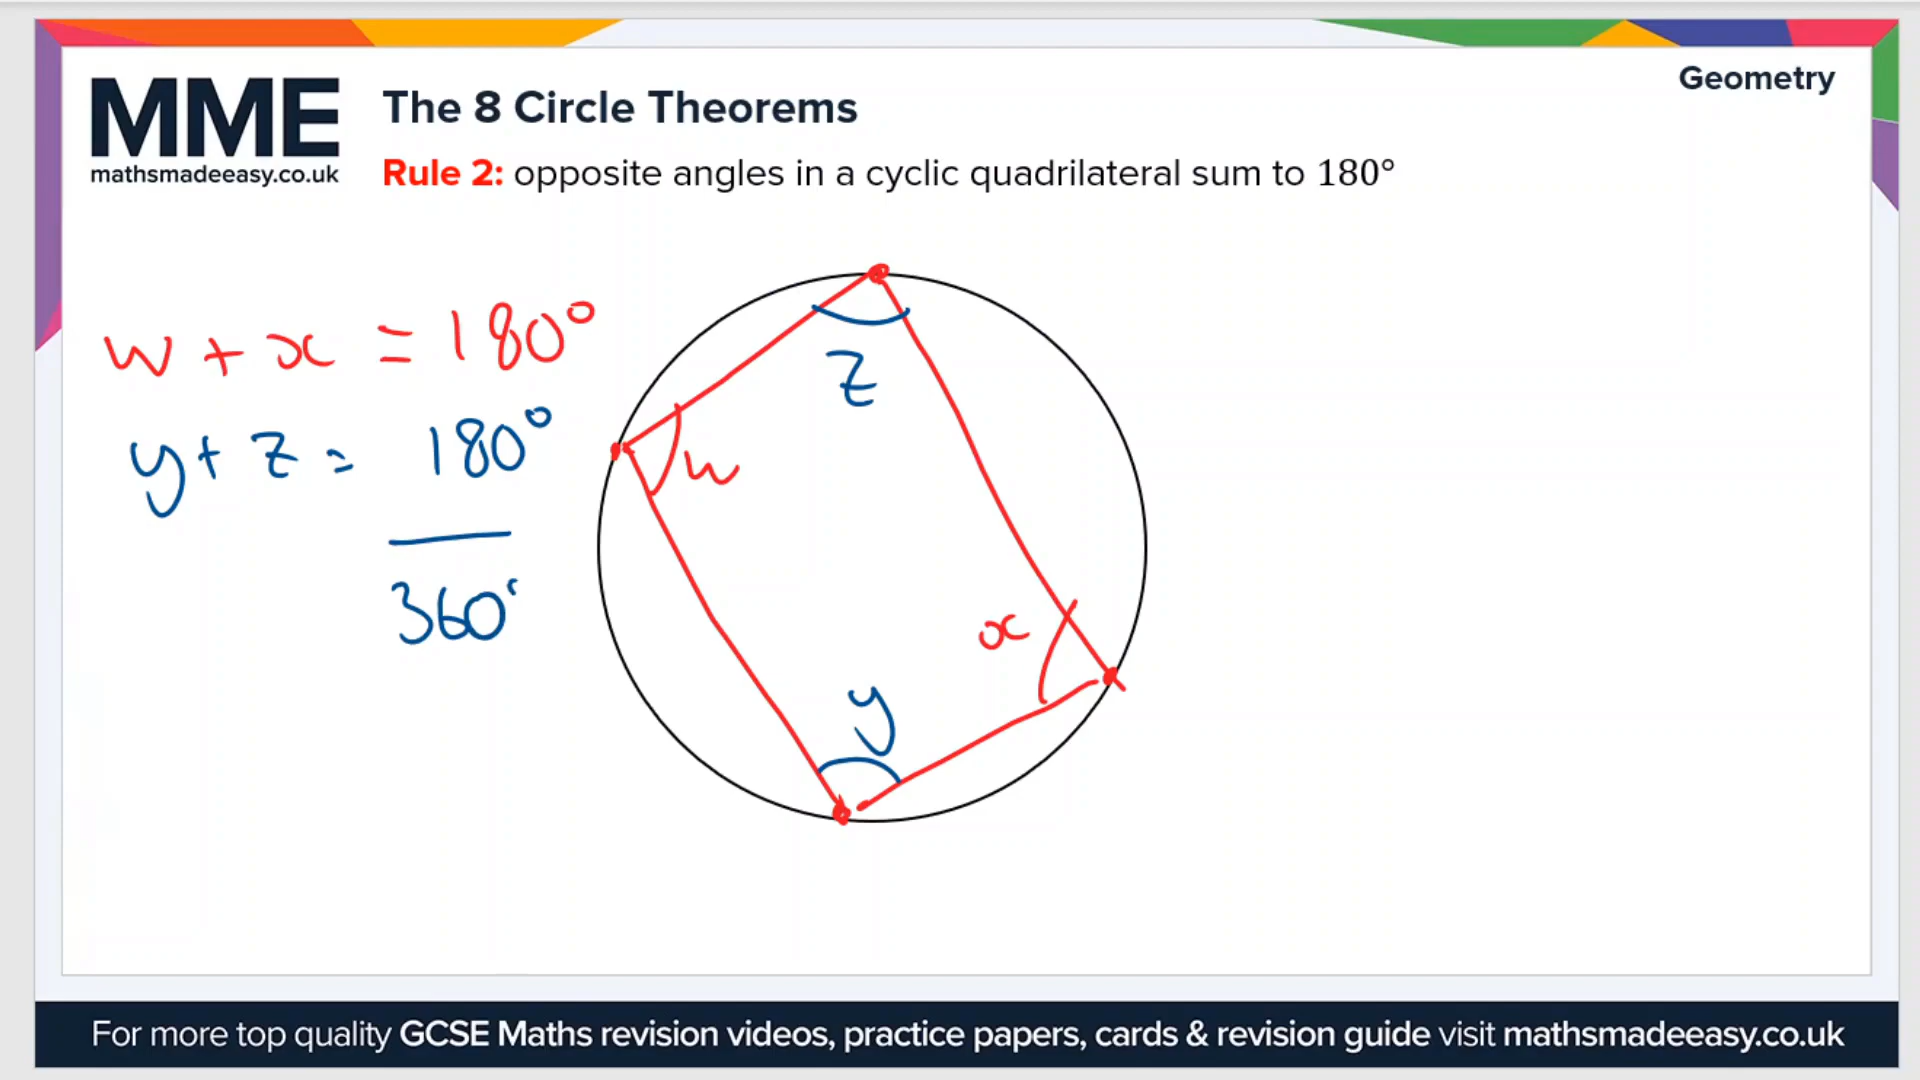 MME
mathsmadeeasy.co.uk
The 8 Circle Theorems
Geometry
Rule 2: opposite angles in a cyclic quadrilateral sum to 180°
w + x = 180°
y + z = 180°
360°
z
w
x
y
For more top quality GCSE Maths revision videos, practice papers, cards & revision guide visit mathsmadeeasy.co.uk